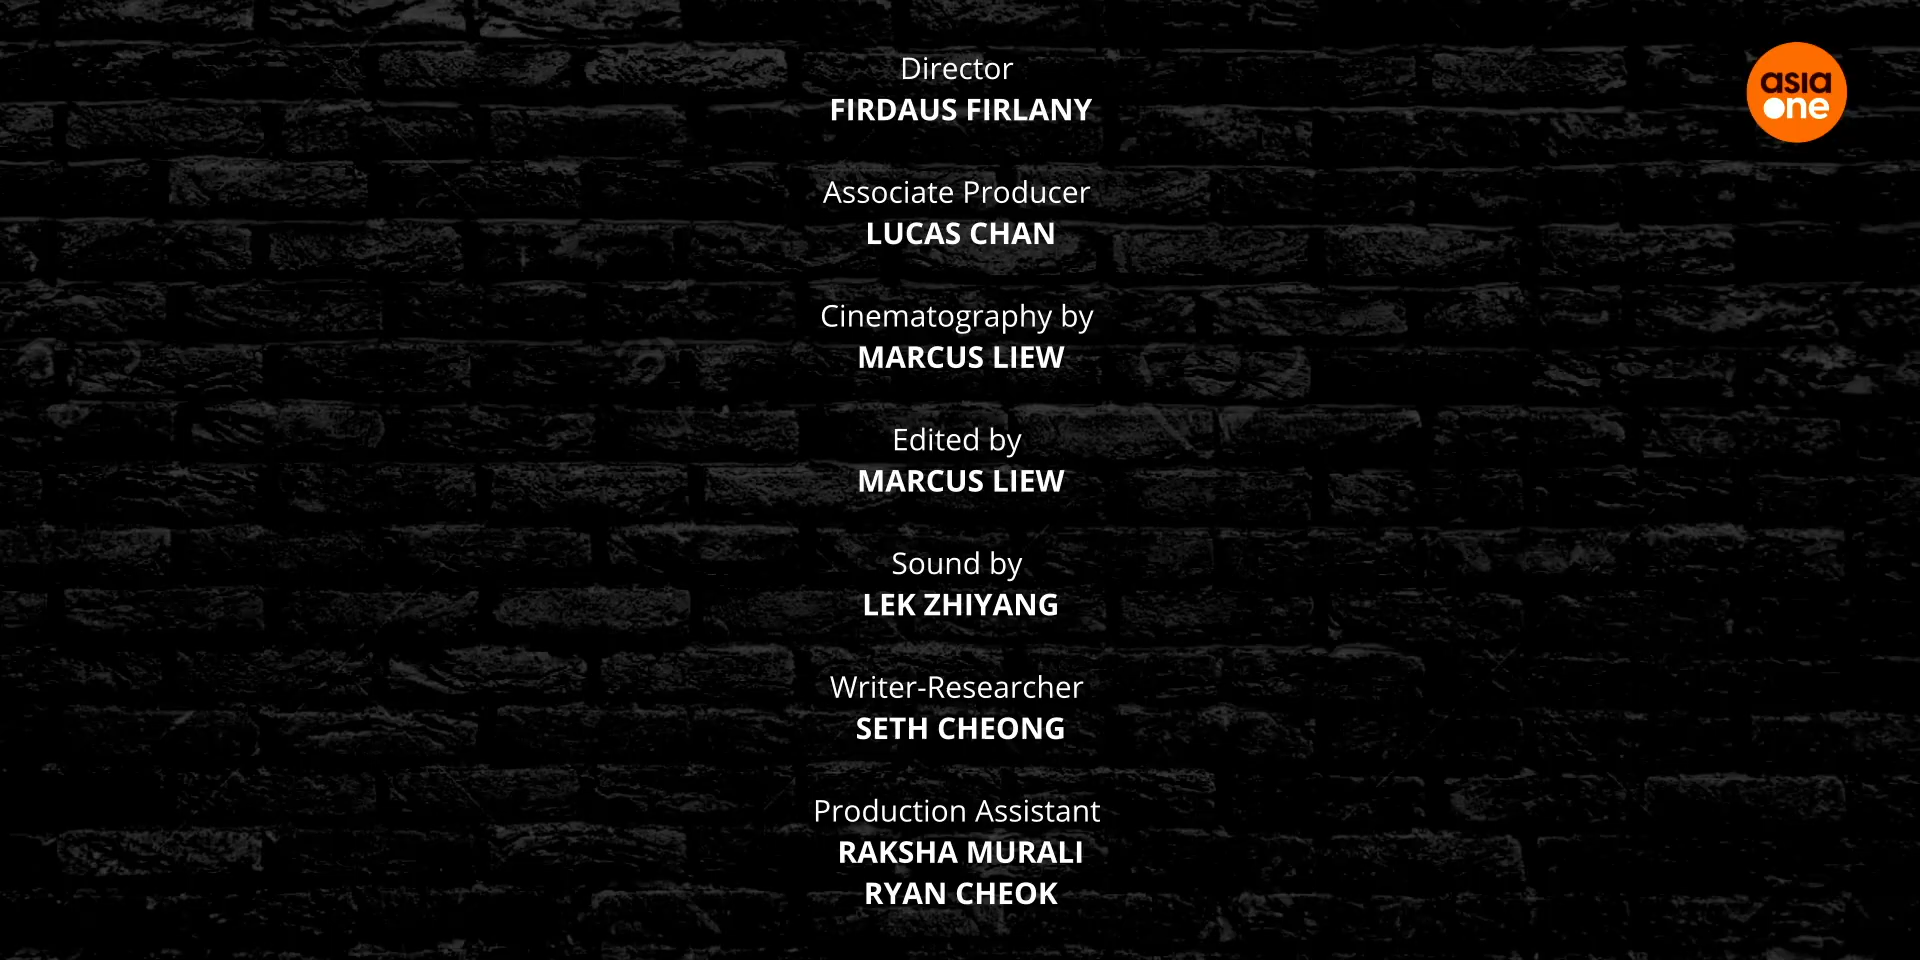 Director
FIRDAUS FIRLANY
asia
one
Associate Producer
LUCAS CHAN
Cinematography by
MARCUS LIEW
Edited by
MARCUS LIEW
Sound by
LEK ZHIYANG
Writer-Researcher
SETH CHEONG
Production Assistant
RAKSHA MURALI
RYAN CHEOK